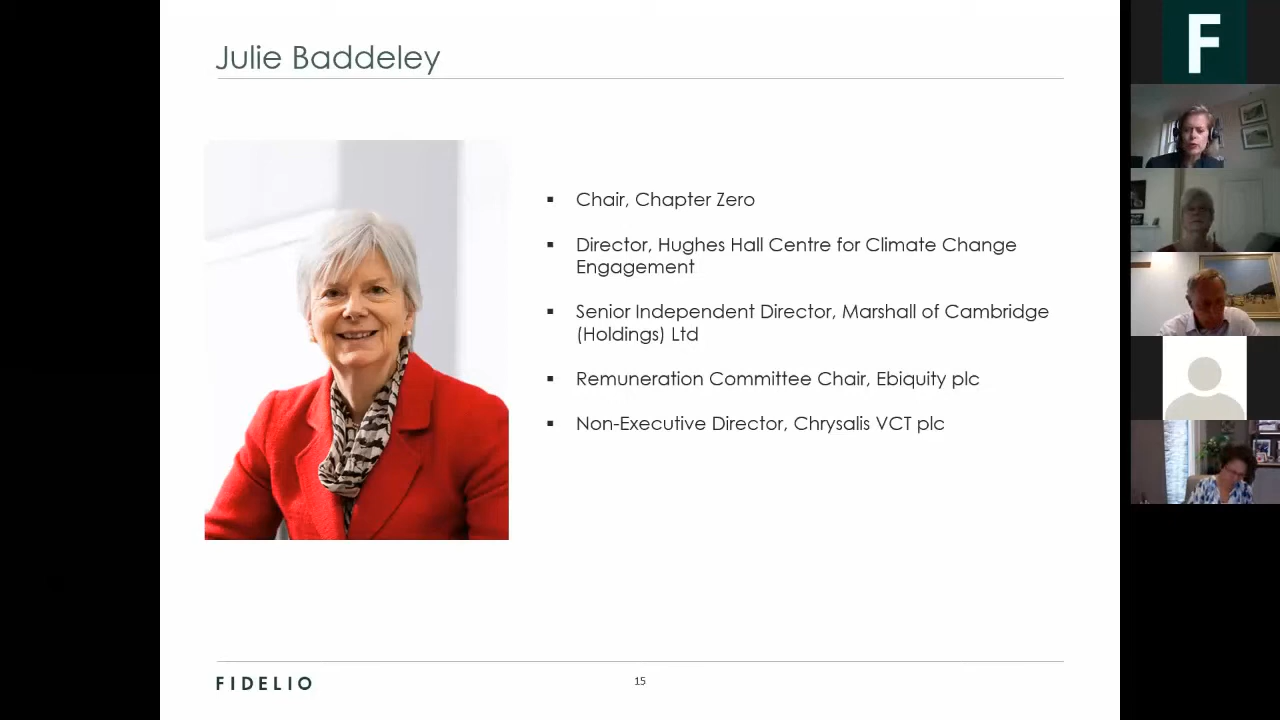 Julie Baddeley
F
▪ Chair, Chapter Zero
▪ Director, Hughes Hall Centre for Climate Change
Engagement
▪ Senior Independent Director, Marshall of Cambridge
(Holdings) Ltd
▪ Remuneration Committee Chair, Ebiquity plc
▪ Non-Executive Director, Chrysalis VCT plc
FIDELIO
15